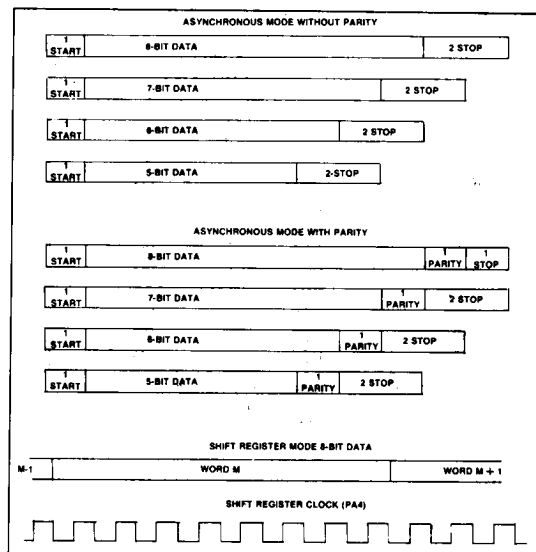 ASYNCHRONOUS MODE WITHOUT PARITY
1 START 8-BIT DATA 2 STOP
1 START 7-BIT DATA 2 STOP
1 START 6-BIT DATA 2 STOP
1 START 5-BIT DATA 2-STOP
ASYNCHRONOUS MODE WITH PARITY
1 START 8-BIT DATA 1 PARITY 1 STOP
1 START 7-BIT DATA 1 PARITY 2 STOP
1 START 6-BIT DATA 1 PARITY 2 STOP
1 START 5-BIT DATA 1 PARITY 2 STOP
SHIFT REGISTER MODE 8-BIT DATA
M-1 WORD M WORD M + 1
SHIFT REGISTER CLOCK (PA4)